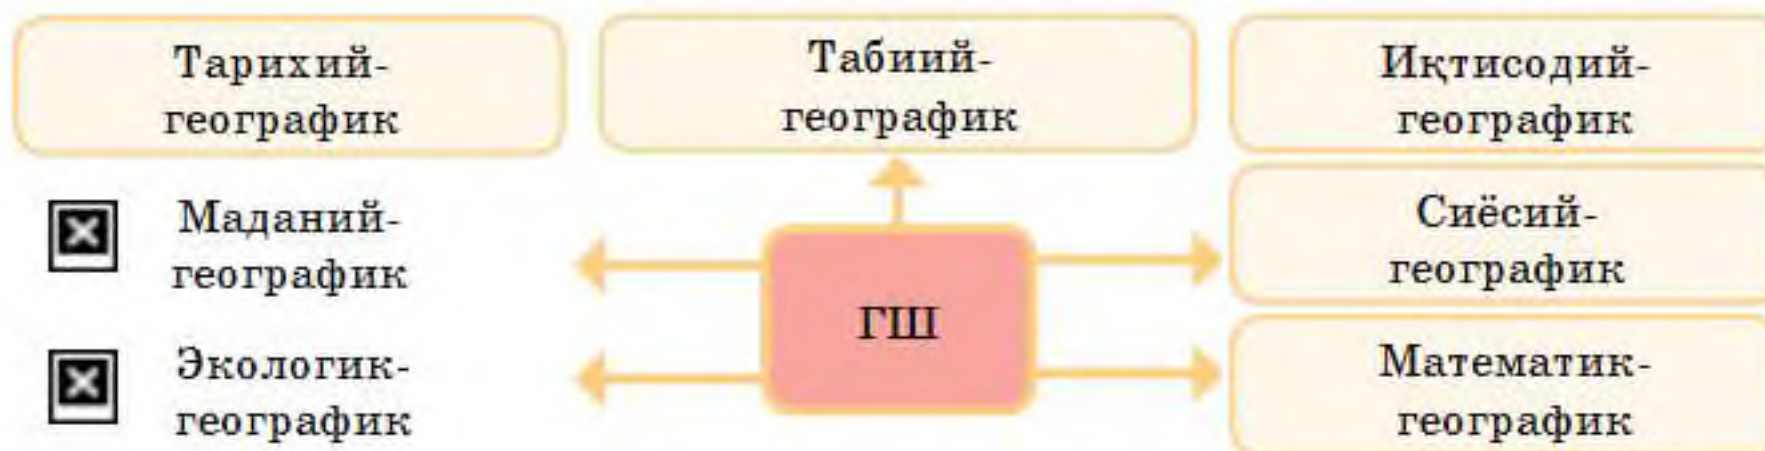 Тарихий-
географик
Табиий-
географик
Иқтисодий-
географик
Маданий-
географик
Сиёсий-
географик
ГШ
Экологик-
географик
Математик-
географик